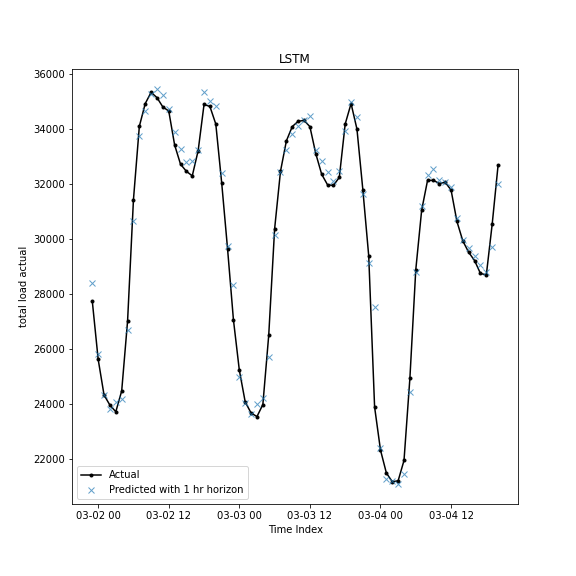 LSTM
36000
34000
32000
30000
28000
26000
24000
22000
total load actual
Actual
Predicted with 1 hr horizon
03-02 00
03-02 12
03-03 00
03-03 12
03-04 00
03-04 12
Time Index